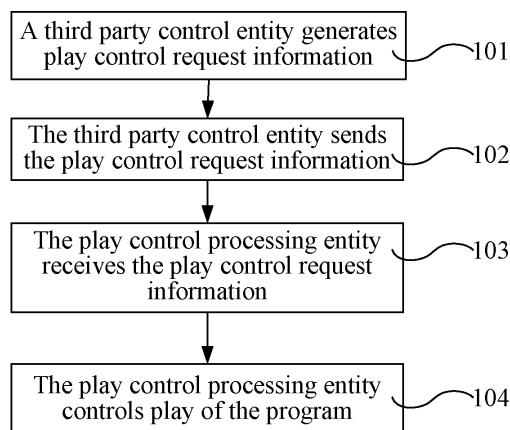 A third party control entity generates
play control request information
101
The third party control entity sends
the play control request information
102
The play control processing entity
receives the play control request
information
103
The play control processing entity
controls play of the program
104